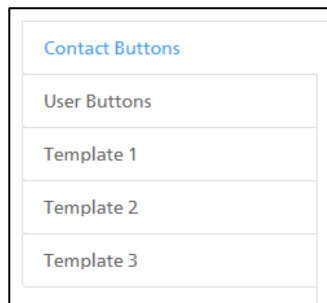 Contact Buttons
User Buttons
Template 1
Template 2
Template 3